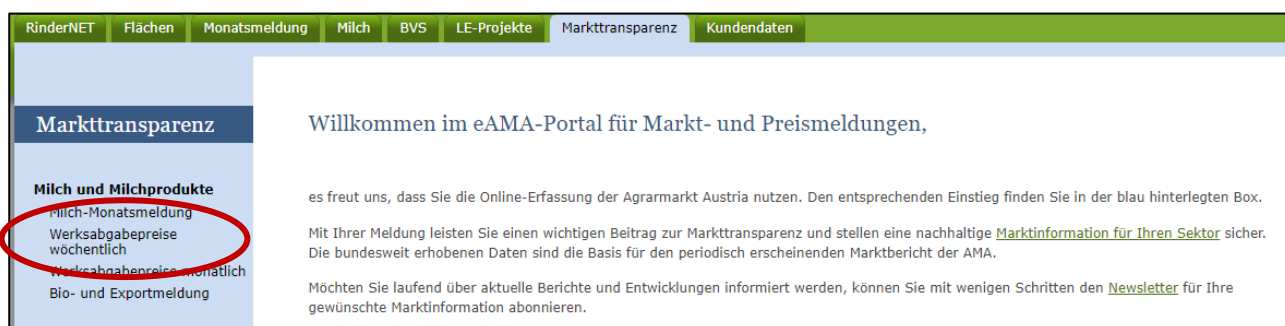 RinderNET Flächen Monatsmeldung Milch BVS LE-Projekte Markttransparenz Kundendaten
Markttransparenz
Milch und Milchprodukte
Milch-Monatsmeldung
Werksabgabepreise
wöchentlich
Werksabgabepreise monatlich
Bio- und Exportmeldung
Willkommen im eAMA-Portal für Markt- und Preismeldungen,
es freut uns, dass Sie die Online-Erfassung der Agrarmarkt Austria nutzen. Den entsprechenden Einstieg finden Sie in der blau hinterlegten Box.
Mit Ihrer Meldung leisten Sie einen wichtigen Beitrag zur Markttransparenz und stellen eine nachhaltige Marktinformation für Ihren Sektor sicher.
Die bundesweit erhobenen Daten sind die Basis für den periodisch erscheinenden Marktbericht der AMA.
Möchten Sie laufend über aktuelle Berichte und Entwicklungen informiert werden, können Sie mit wenigen Schritten den Newsletter für Ihre
gewünschte Marktinformation abonnieren.